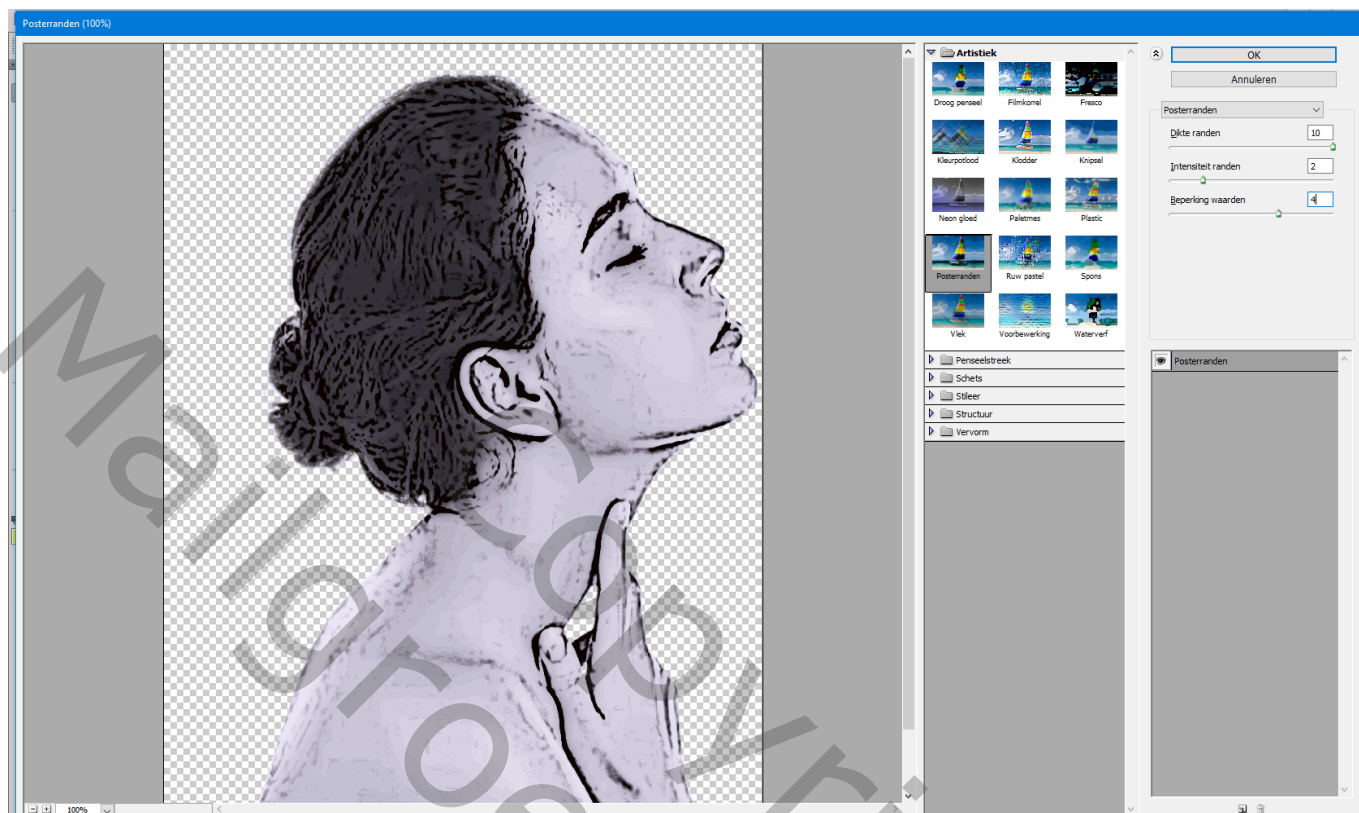 Posterranden (100%)
Artistiek
Droog penseel
Filmkorrel
Fresco
Kleurpotlood
Klodder
Knipsel
Neon gloed
Paletmes
Plastic
Posterranden
Ruw pastel
Spons
Vlek
Voorbewerking
Waterverf
Penseelstreek
Schets
Stileer
Structuur
Vervorm
OK
Annuleren
Posterranden
Dikte randen 10
Intensiteit randen 2
Beperking waarden 4
Posterranden
100%
Mailgroe
Copyri